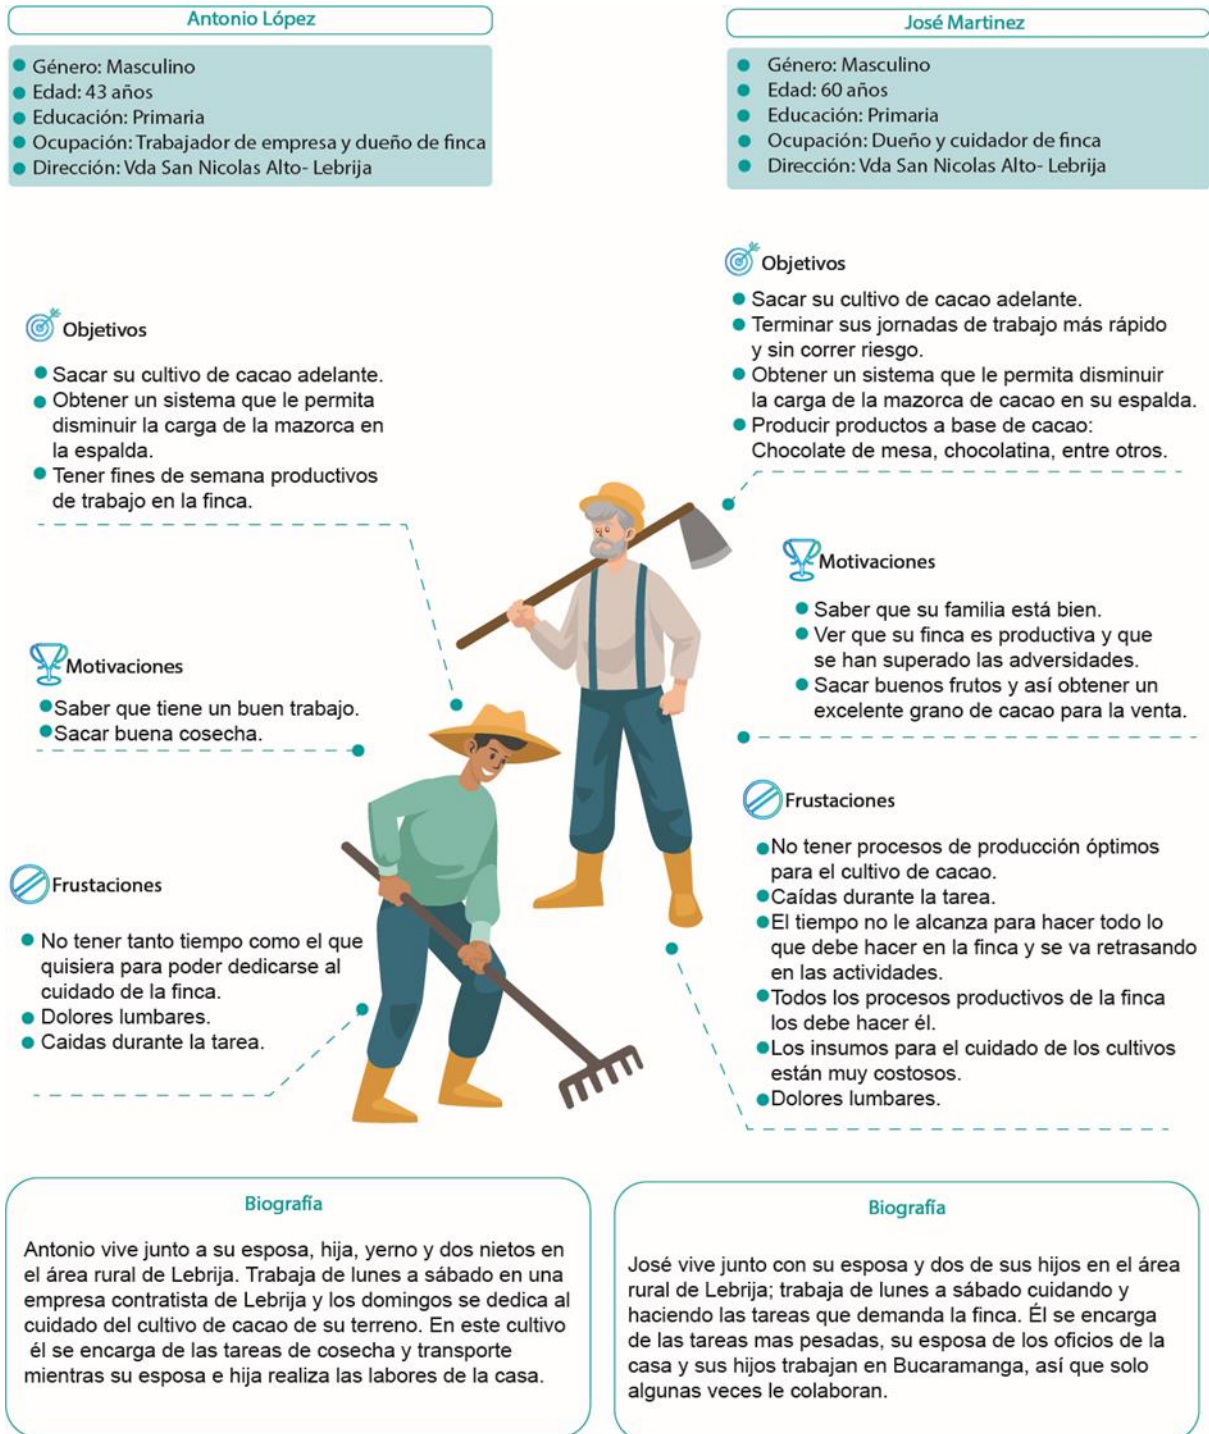 Antonio López
Género: Masculino
Edad: 43 años
Educación: Primaria
Ocupación: Trabajador de empresa y dueño de finca
Dirección: Vda San Nicolas Alto- Lebrija
Objetivos
Sacar su cultivo de cacao adelante.
Obtener un sistema que le permita
disminuir la carga de la mazorca en
la espalda.
Tener fines de semana productivos
de trabajo en la finca.
Motivaciones
Saber que tiene un buen trabajo.
Sacar buena cosecha.
Frustaciones
No tener tanto tiempo como el que
quisiera para poder dedicarse al
cuidado de la finca.
Dolores lumbares.
Caidas durante la tarea.
Biografía
Antonio vive junto a su esposa, hija, yerno y dos nietos en
el área rural de Lebrija. Trabaja de lunes a sábado en una
empresa contratista de Lebrija y los domingos se dedica al
cuidado del cultivo de cacao de su terreno. En este cultivo
él se encarga de las tareas de cosecha y transporte
mientras su esposa e hija realiza las labores de la casa.
José Martinez
Género: Masculino
Edad: 60 años
Educación: Primaria
Ocupación: Dueño y cuidador de finca
Dirección: Vda San Nicolas Alto- Lebrija
Objetivos
Sacar su cultivo de cacao adelante.
Terminar sus jornadas de trabajo más rápido
y sin correr riesgo.
Obtener un sistema que le permita disminuir
la carga de la mazorca de cacao en su espalda.
Producir productos a base de cacao:
Chocolate de mesa, chocolatina, entre otros.
Motivaciones
Saber que su familia está bien.
Ver que su finca es productiva y que
se han superado las adversidades.
Sacar buenos frutos y así obtener un
excelente grano de cacao para la venta.
Frustaciones
No tener procesos de producción óptimos
para el cultivo de cacao.
Caídas durante la tarea.
El tiempo no le alcanza para hacer todo lo
que debe hacer en la finca y se va retrasando
en las actividades.
Todos los procesos productivos de la finca
los debe hacer él.
Los insumos para el cuidado de los cultivos
están muy costosos.
Dolores lumbares.
Biografía
José vive junto con su esposa y dos de sus hijos en el área
rural de Lebrija; trabaja de lunes a sábado cuidando y
haciendo las tareas que demanda la finca. Él se encarga
de las tareas mas pesadas, su esposa de los oficios de la
casa y sus hijos trabajan en Bucaramanga, así que solo
algunas veces le colaboran.